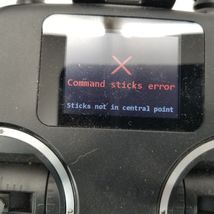 Command sticks error
Sticks not in central point